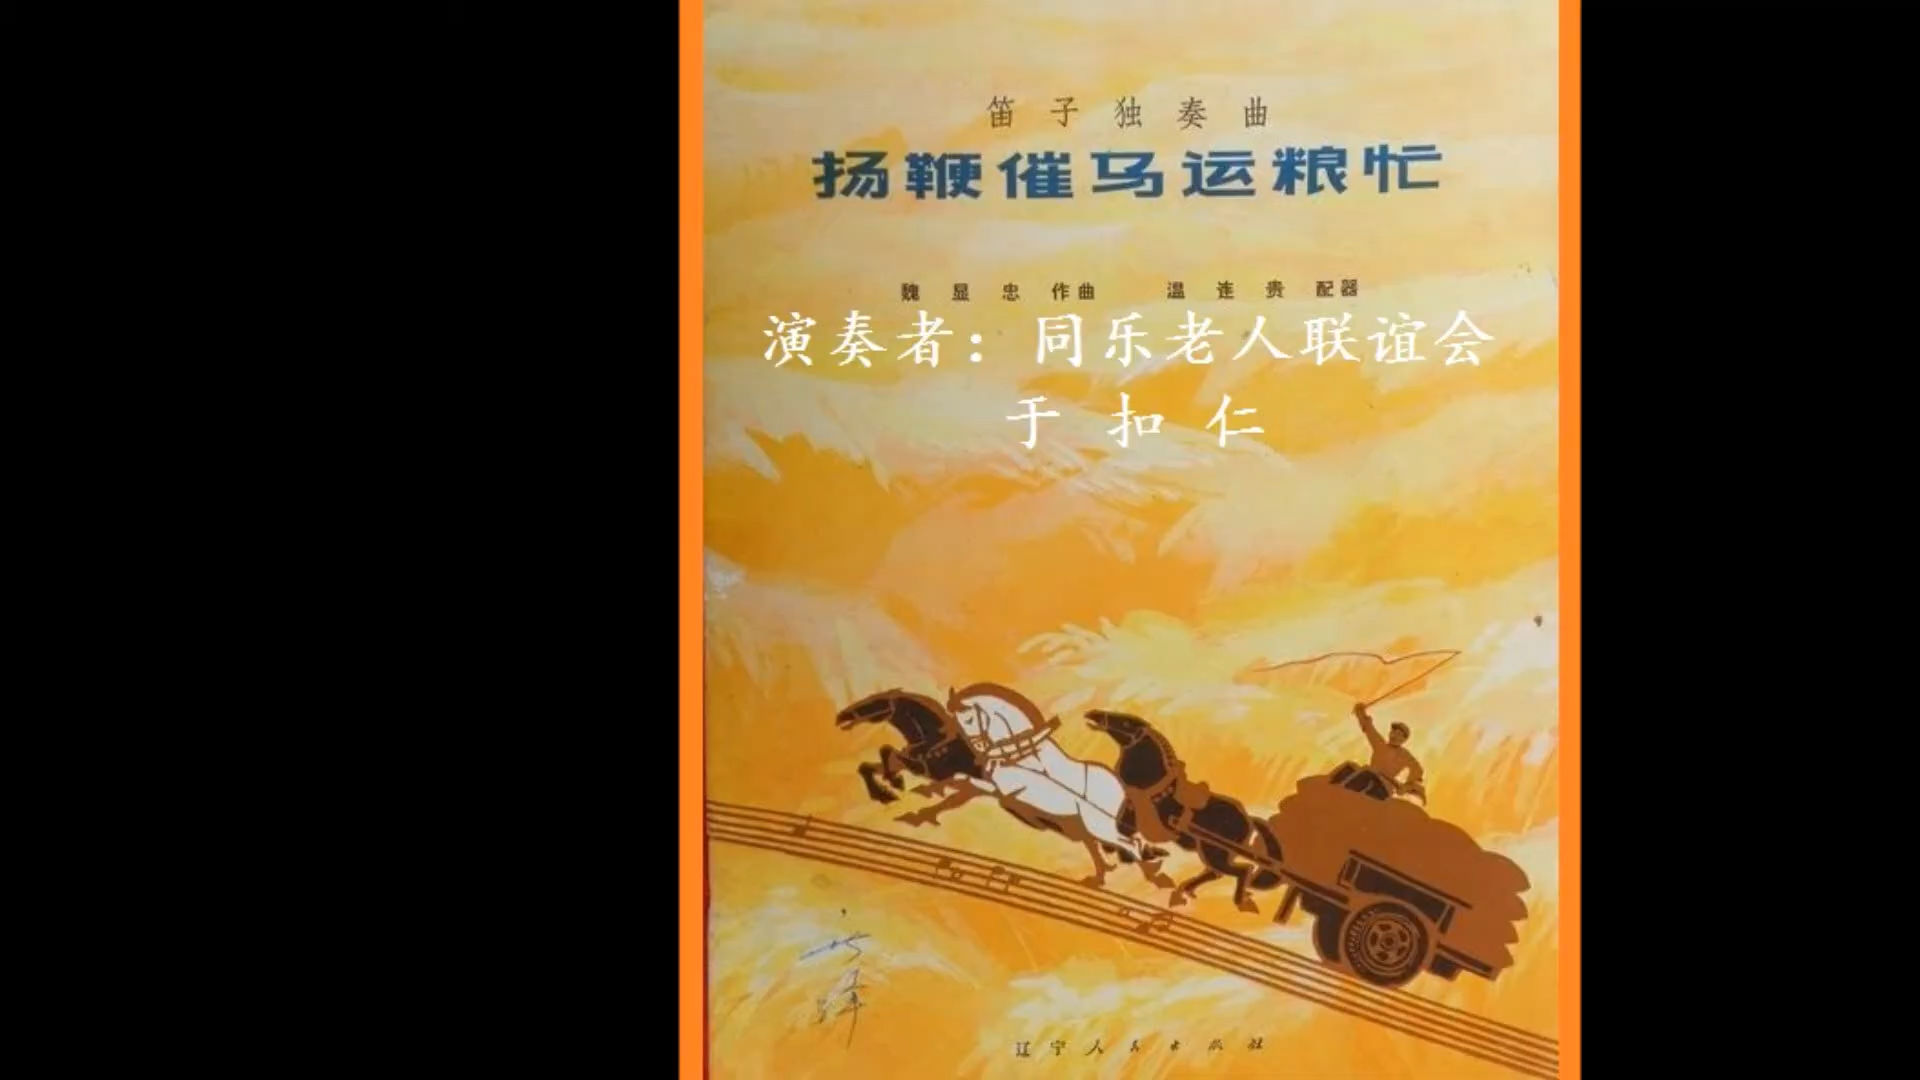 笛子独奏曲
扬鞭催马运粮忙
魏显忠作曲 温连贵配器
演奏者：同乐老人联谊会
于扣仁
辽宁人民出版社